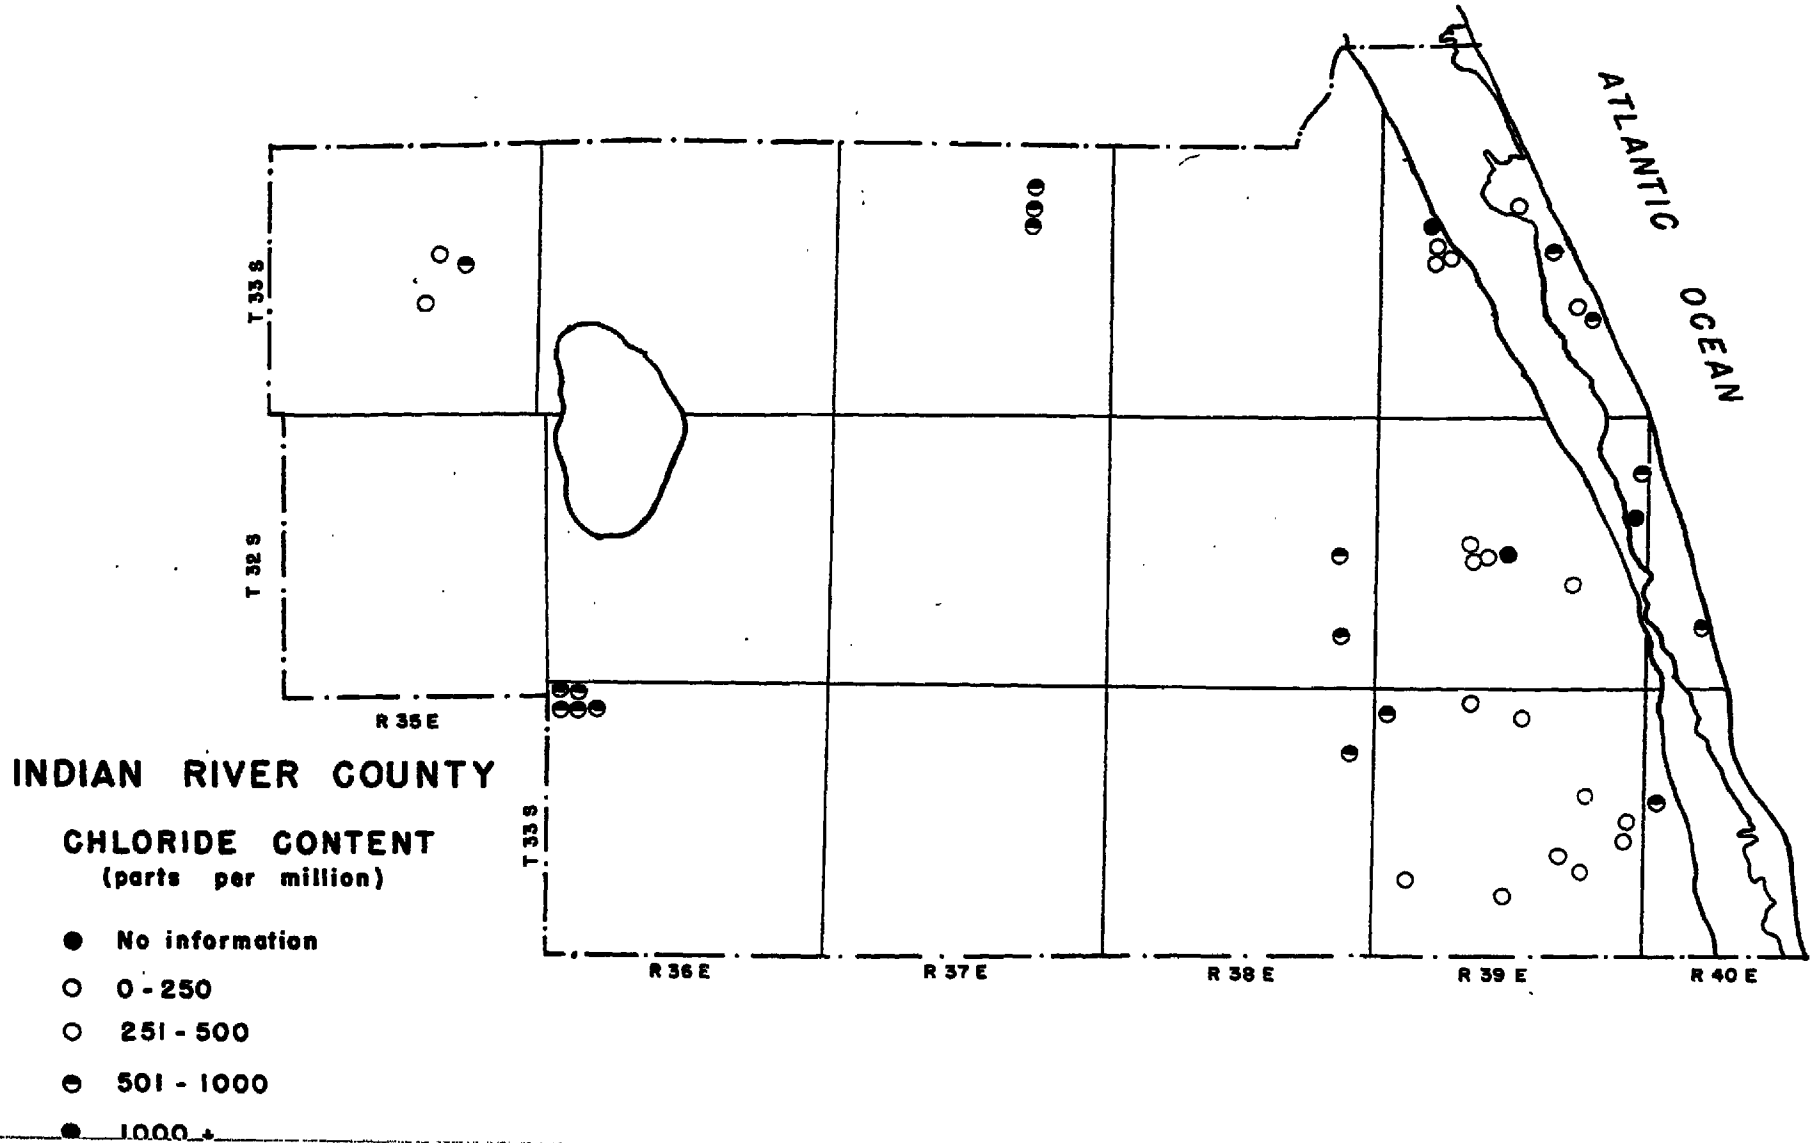 ATLANTIC
OCEAN
T 33 S
T 32 S
R 35 E
INDIAN RIVER COUNTY
CHLORIDE CONTENT
(parts per million)
T 33 S
No information
0 - 250
251 - 500
501 - 1000
1000 +
R 36 E
R 37 E
R 38 E
R 39 E
R 40 E